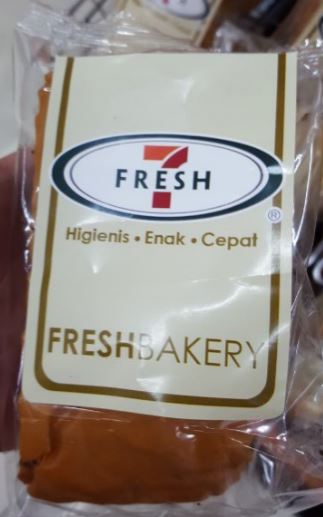 7
FRESH
®
Higienis • Enak • Cepat
FRESHBAKERY